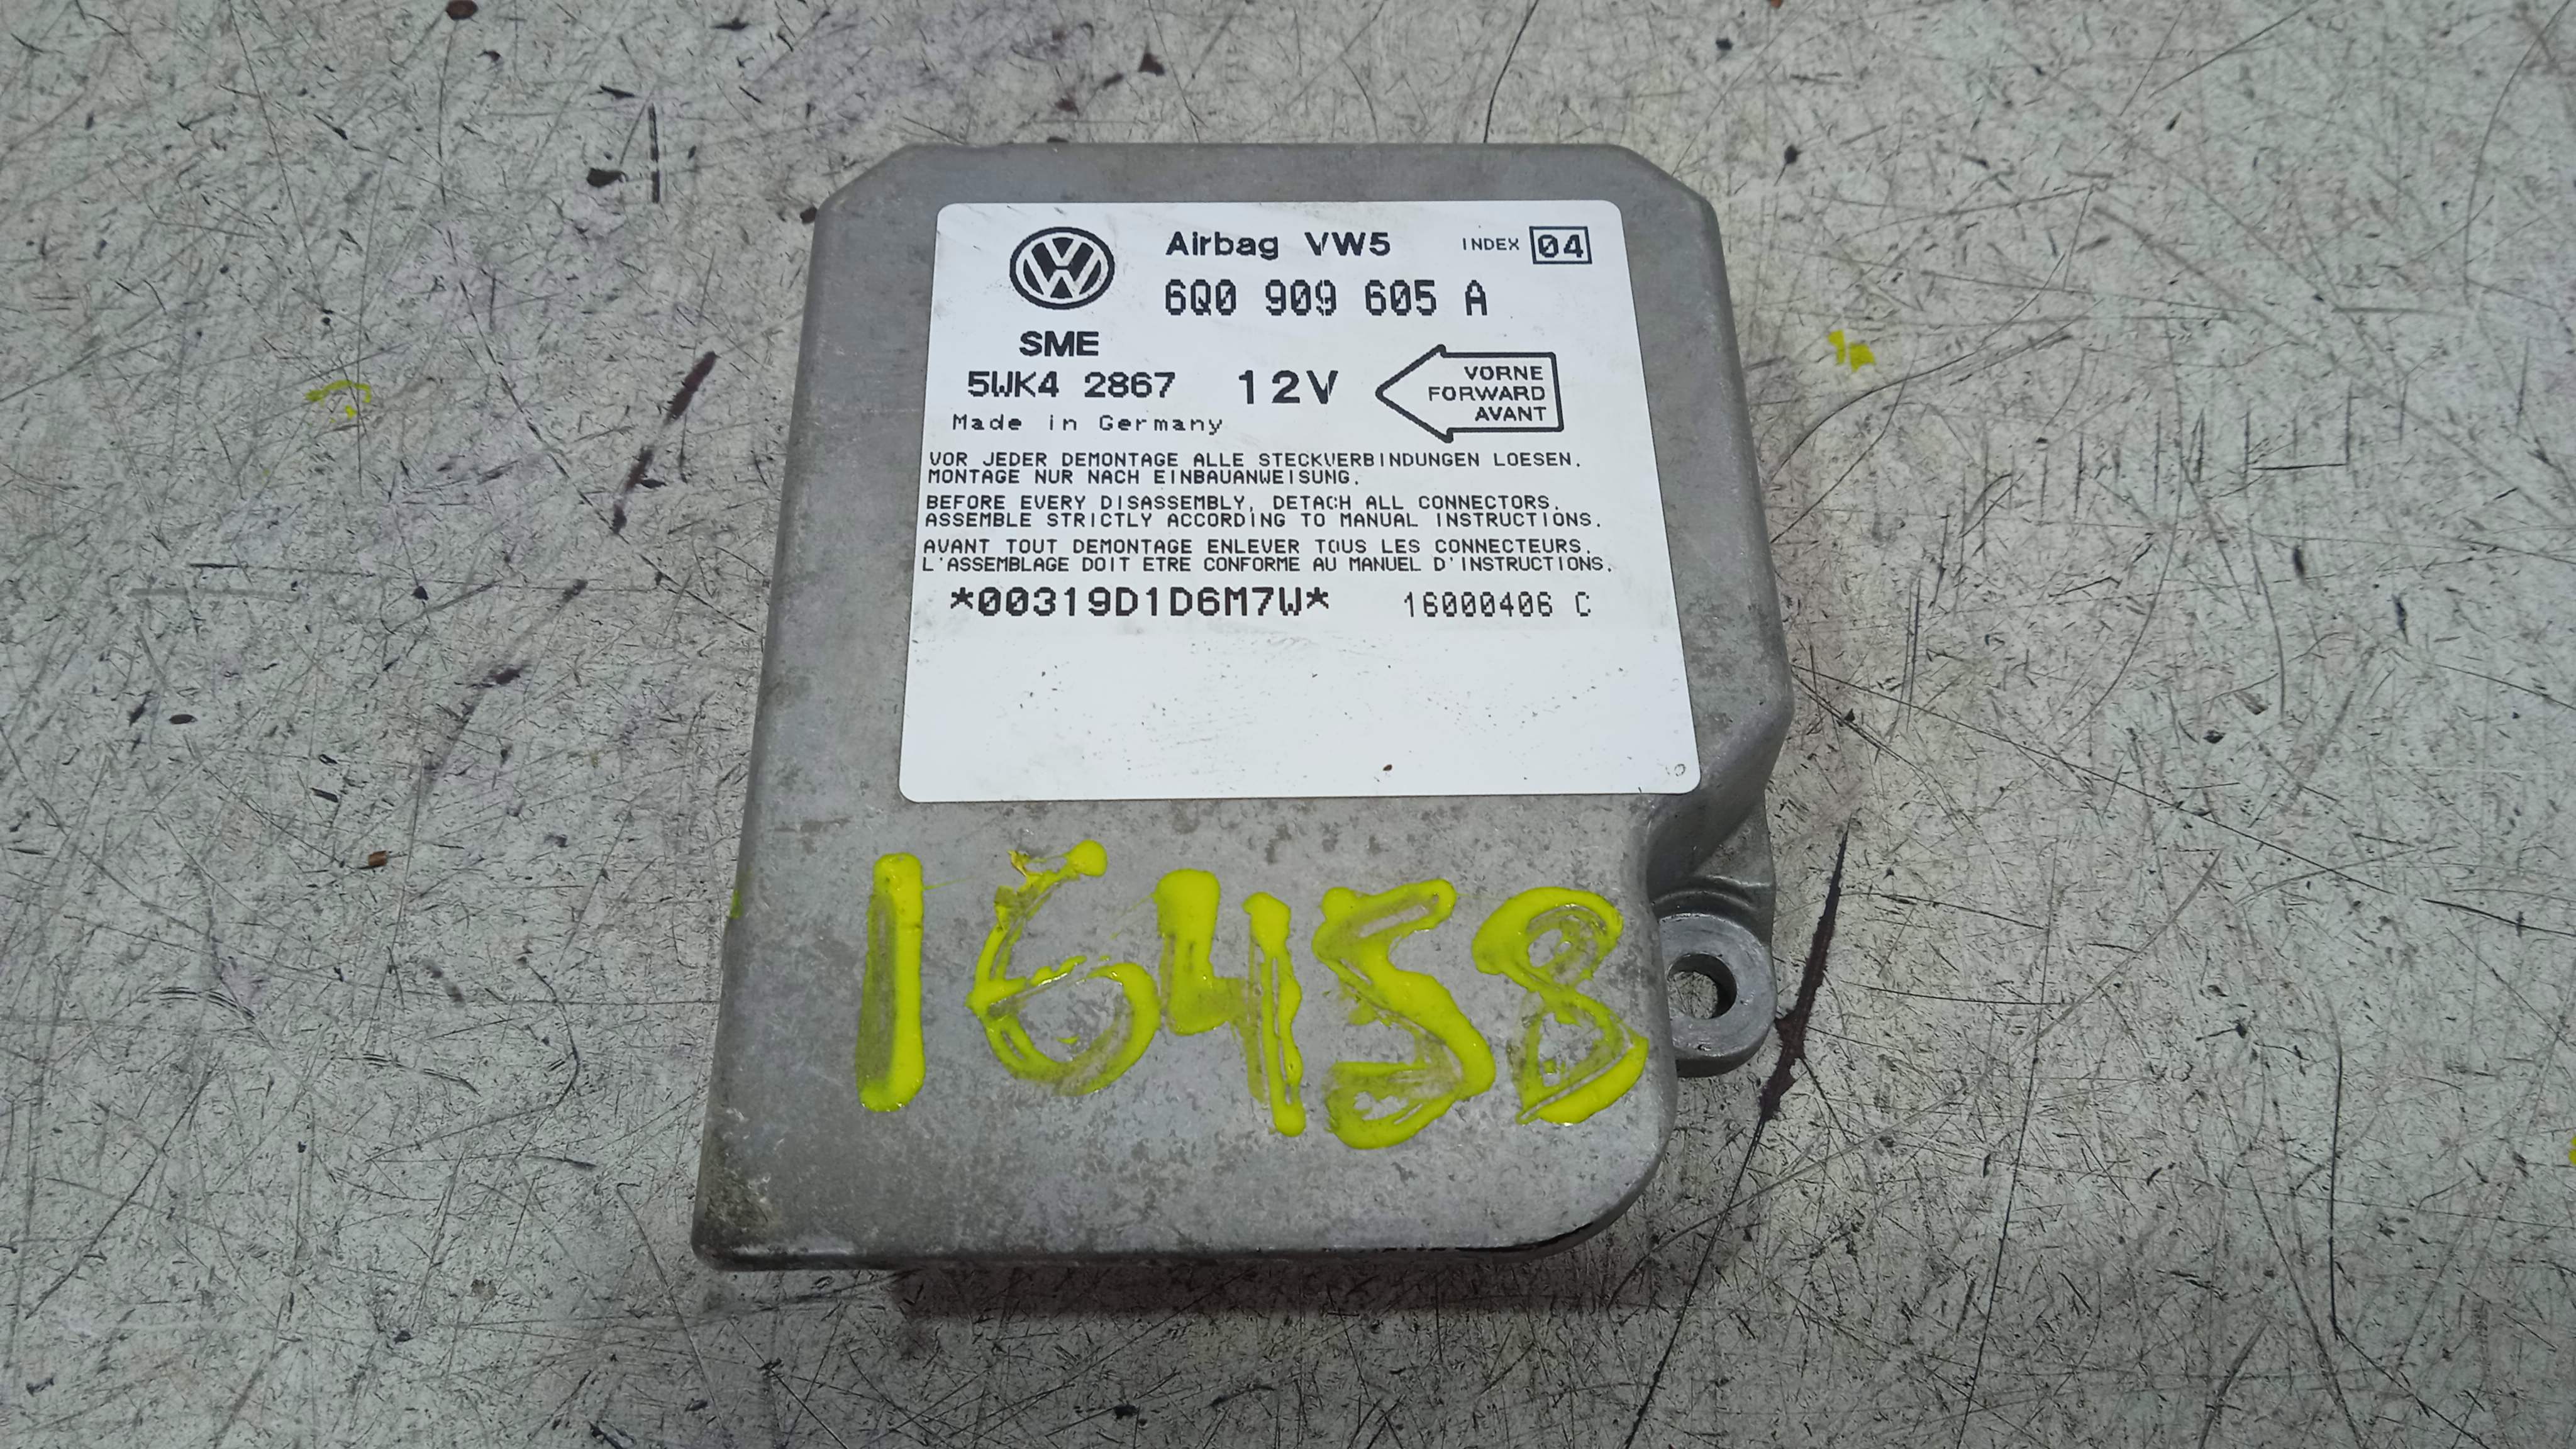 Airbag VW5 INDEX 04
6Q0 909 605 A
SME
5WK4 2867 12V
VORNE
FORWARD
AVANT
Made in Germany
VOR JEDER DEMONTAGE ALLE STECKVERBINDUNGEN LOESEN.
MONTAGE NUR NACH EINBAUANWEISUNG.
BEFORE EVERY DISASSEMBLY, DETACH ALL CONNECTORS.
ASSEMBLE STRICTLY ACCORDING TO MANUAL INSTRUCTIONS.
AVANT TOUT DEMONTAGE ENLEVER TOUS LES CONNECTEURS.
L'ASSEMBLAGE DOIT ETRE CONFORME AU MANUEL D'INSTRUCTIONS.
*00319D1D6M7W* 16000406 C
16458